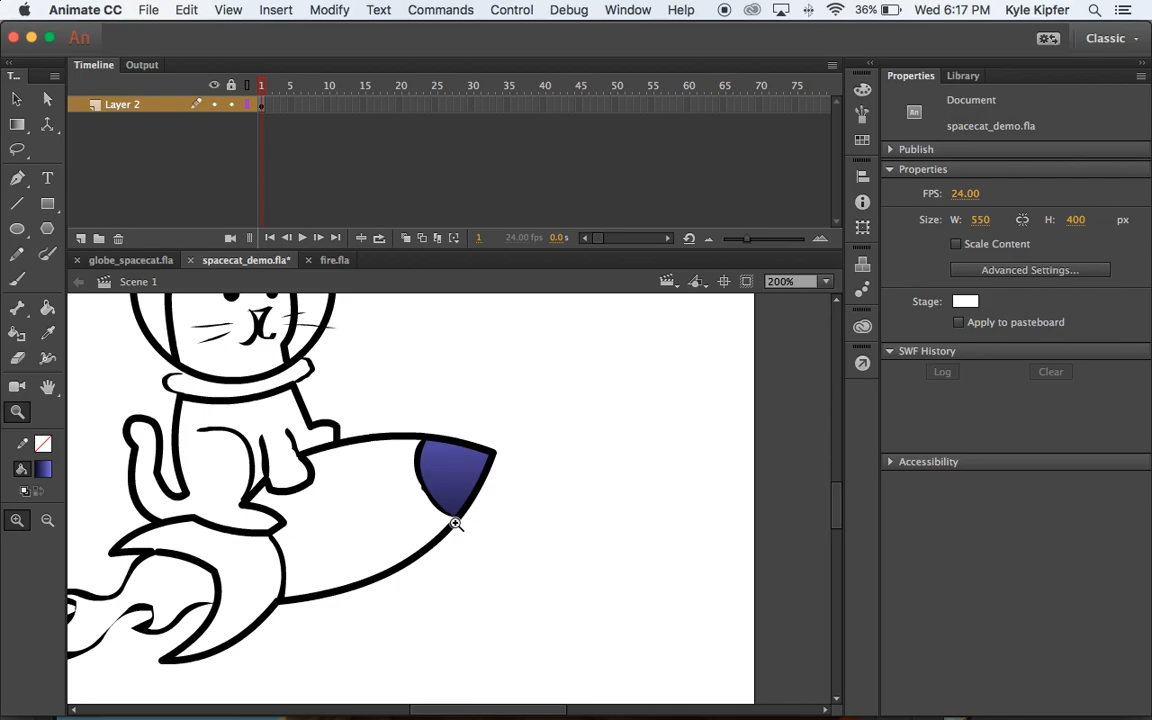 Animate CC File Edit View Insert Modify Text Commands Control Debug Window Help 36% Wed 6:17 PM Kyle Kipfer
An Classic
T... Timeline Output Properties Library
1 5 10 15 20 25 30 35 40 45 50 55 60 65 70 75
Layer 2
Document
An spacecat_demo.fla
Publish
Properties
FPS: 24.00
Size: W: 550 H: 400 px
1 24.00 fps 0.0 s
Scale Content
globe_spacecat.fla spacecat_demo.fla* fire.fla
Advanced Settings...
Scene 1 200%
Stage:
Apply to pasteboard
SWF History
Log Clear
Accessibility